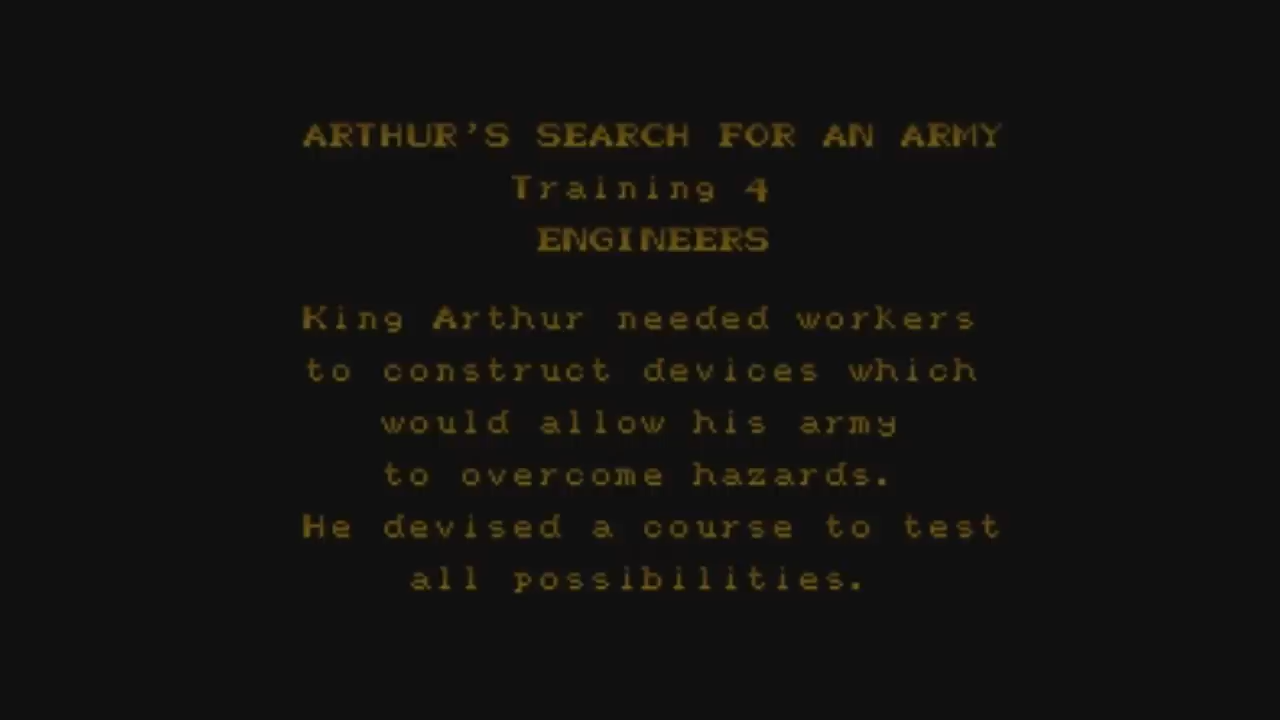 ARTHUR'S SEARCH FOR AN ARMY
Training 4
ENGINEERS
King Arthur needed workers
to construct devices which
would allow his army
to overcome hazards.
He devised a course to test
all possibilities.